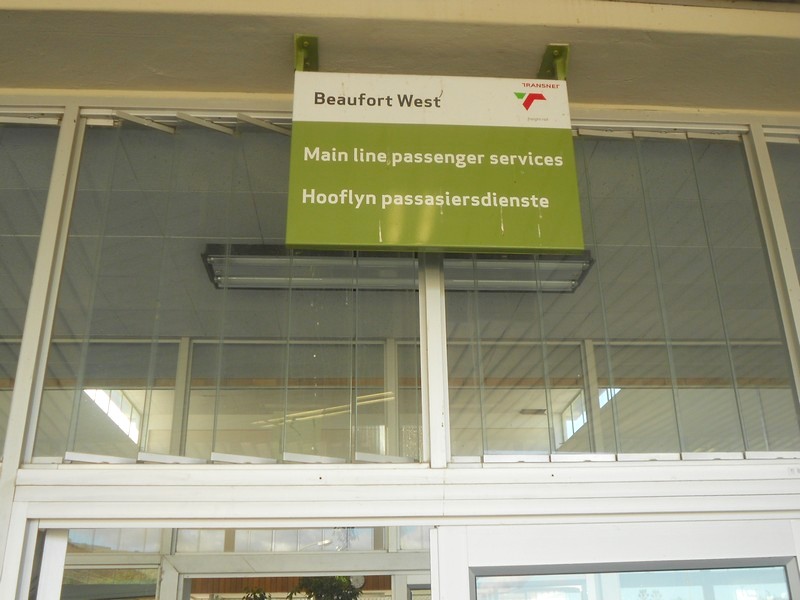 TRANSNET
Beaufort West
Main line passenger services
Hooflyn passasiersdienste